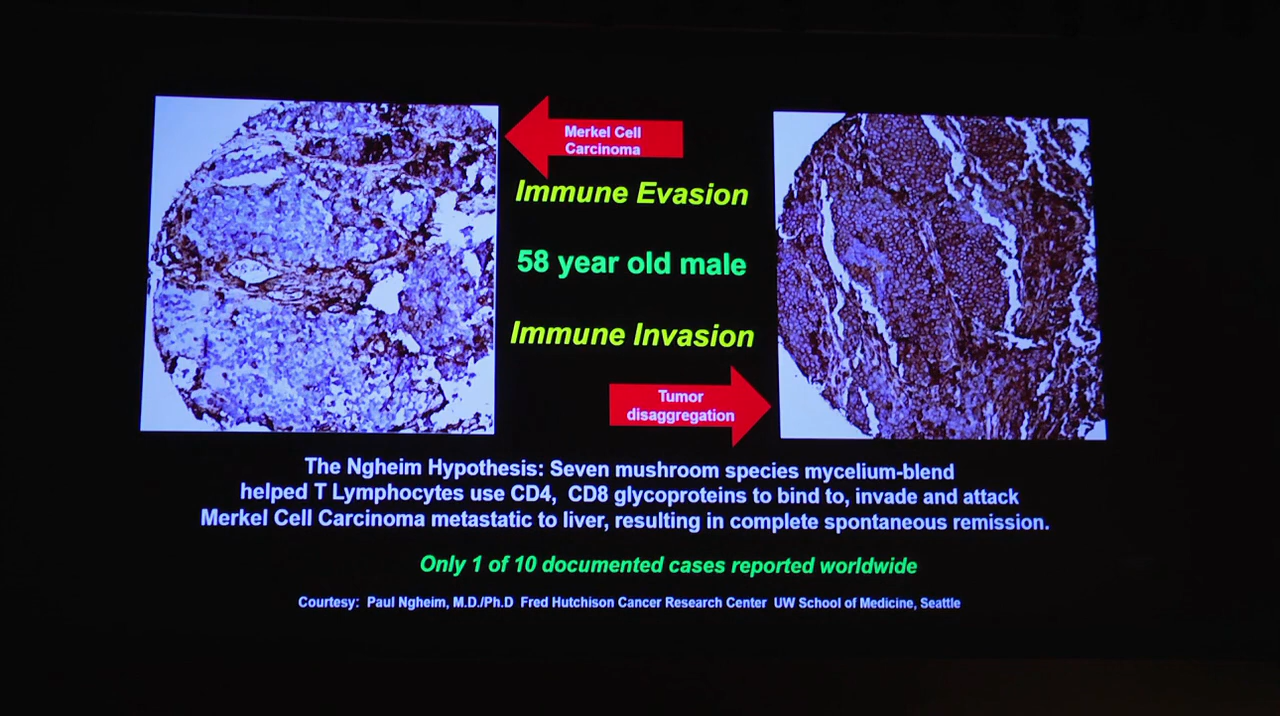 Merkel Cell
Carcinoma
Immune Evasion
58 year old male
Immune Invasion
Tumor
disaggregation
The Ngheim Hypothesis: Seven mushroom species mycelium-blend
helped T Lymphocytes use CD4, CD8 glycoproteins to bind to, invade and attack
Merkel Cell Carcinoma metastatic to liver, resulting in complete spontaneous remission.
Only 1 of 10 documented cases reported worldwide
Courtesy: Paul Ngheim, M.D./Ph.D Fred Hutchison Cancer Research Center UW School of Medicine, Seattle